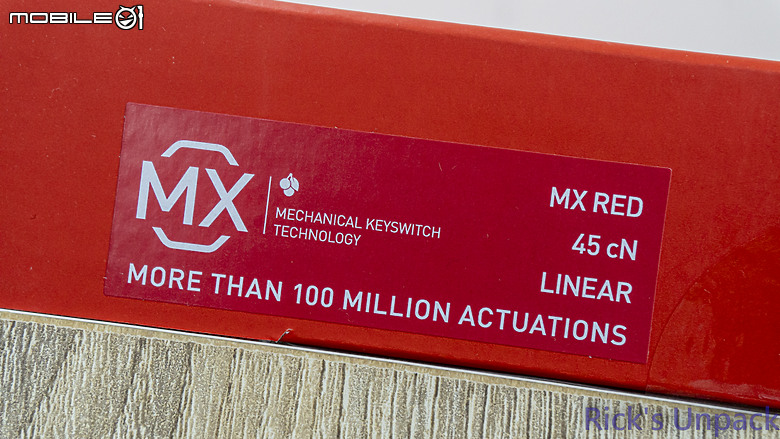 MOBILE01
MX
MECHANICAL KEYSWITCH
TECHNOLOGY
MX RED
45 cN
LINEAR
MORE THAN 100 MILLION ACTUATIONS
Rick's Unpack